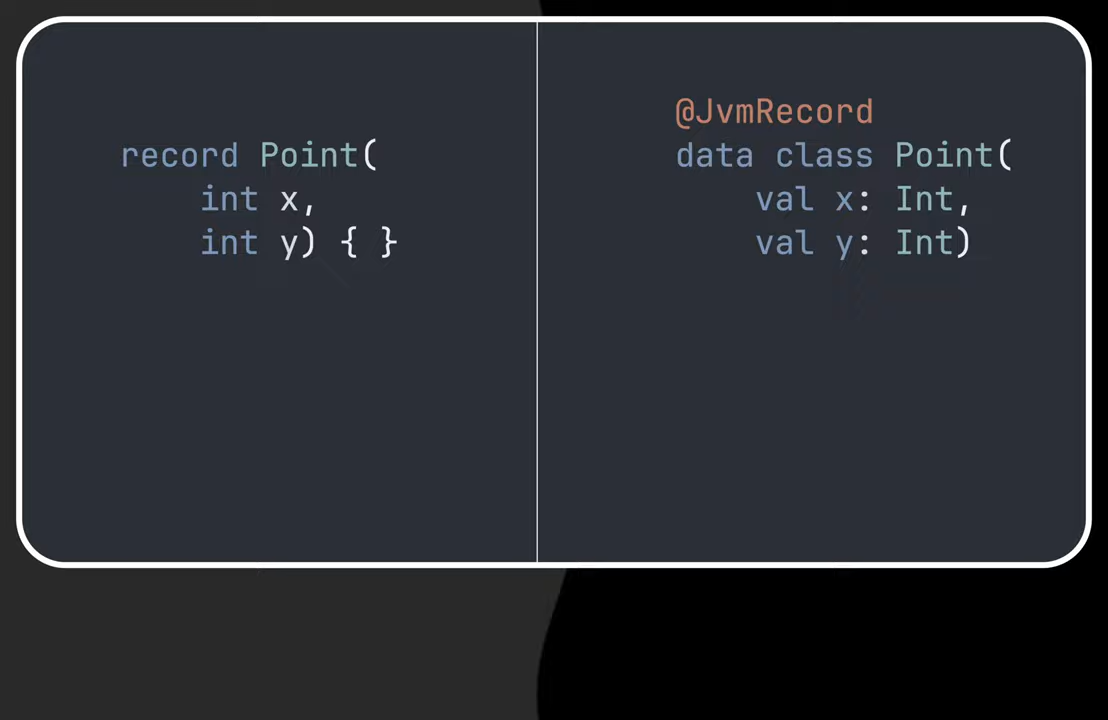 record Point(
int x,
int y) { }
@JvmRecord
data class Point(
val x: Int,
val y: Int)